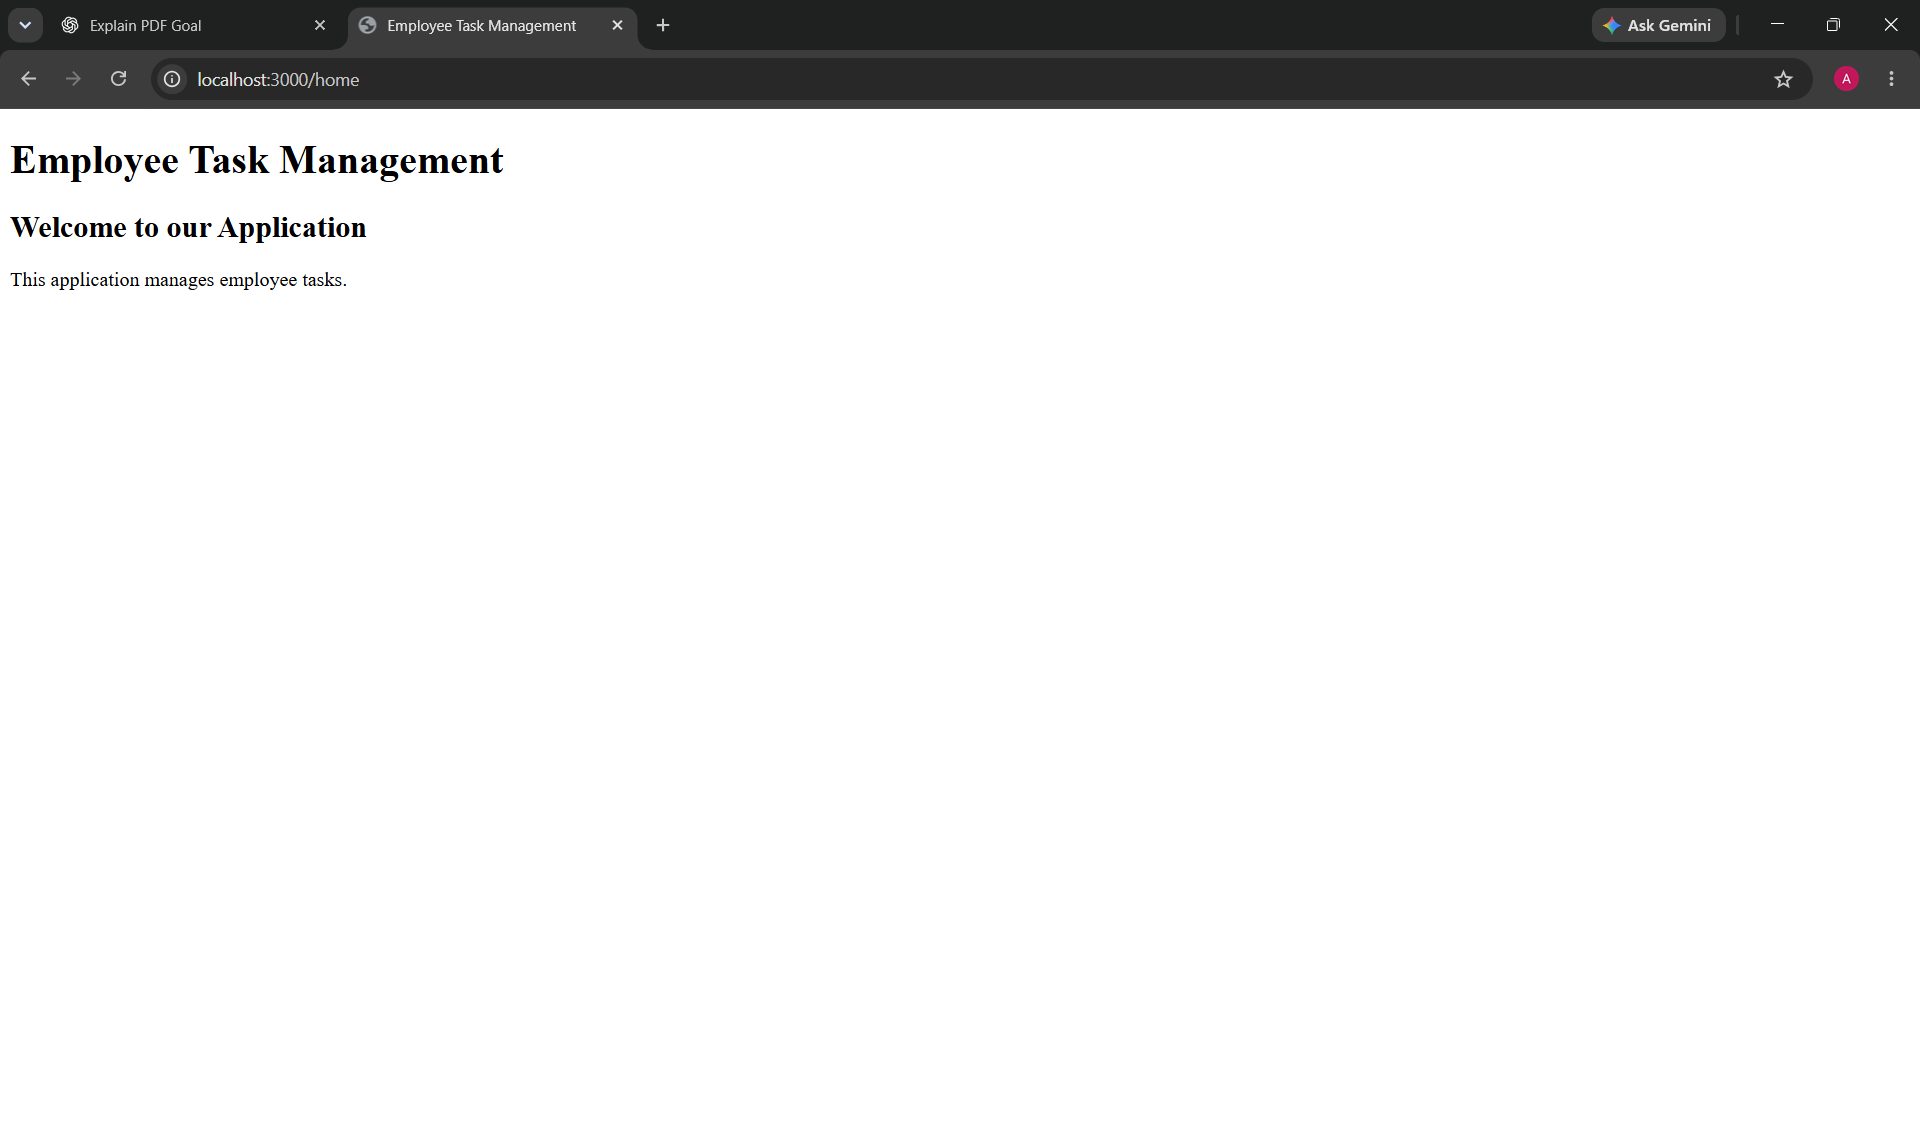 Explain PDF Goal
Employee Task Management
Ask Gemini
localhost:3000/home
A
Employee Task Management
Welcome to our Application
This application manages employee tasks.